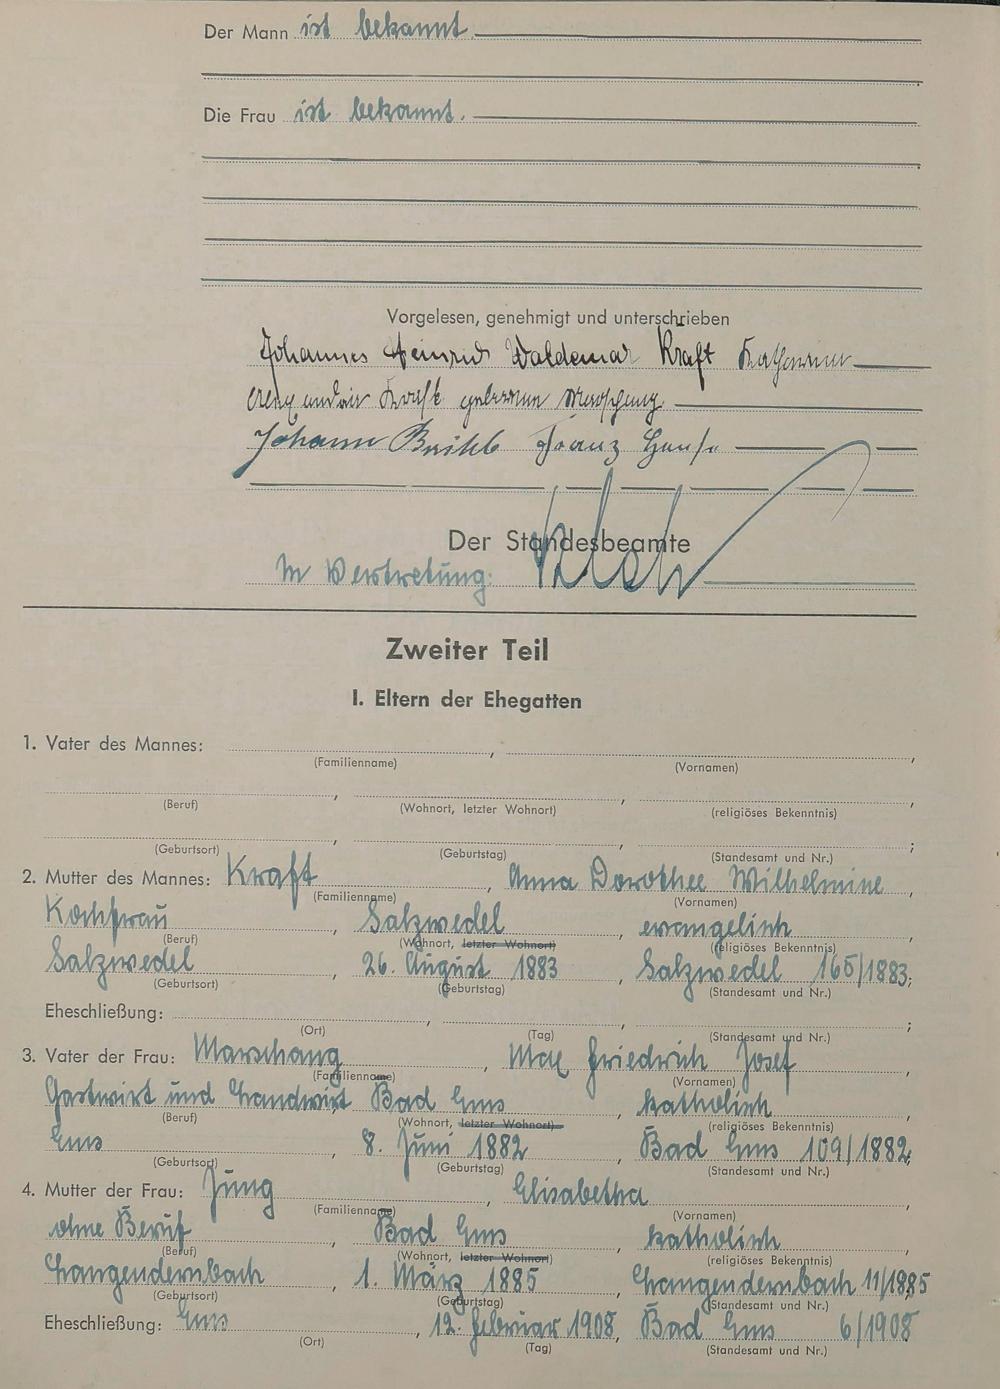 Der Mann ist bekannt.
Die Frau ist bekannt.
Vorgelesen, genehmigt und unterschrieben
Johannes Heinrich Waldemar Kraft Katharina
Kraft geborene Marschang
Johann Franz
Der Standesbeamte
In Vertretung:
Zweiter Teil
I. Eltern der Ehegatten
1. Vater des Mannes: , ,
(Familienname) (Vornamen)
, , ,
(Beruf) (Wohnort, letzter Wohnort) (religiöses Bekenntnis)
, , ;
(Geburtsort) (Geburtstag) (Standesamt und Nr.)
2. Mutter des Mannes: Kraft , Anna Dorothee Wilhelmine ,
(Familienname) (Vornamen)
Kochfrau , Salzwedel , evangelisch ,
(Beruf) (Wohnort, letzter Wohnort) (religiöses Bekenntnis)
Salzwedel , 26. August 1883 , Salzwedel 165/1883;
(Geburtsort) (Geburtstag) (Standesamt und Nr.)
Eheschließung: , , ;
(Ort) (Tag) (Standesamt und Nr.)
3. Vater der Frau: Marschang , Max Friedrich Josef ,
(Familienname) (Vornamen)
Gastwirt und Landwirt, Bad Ems , katholisch ,
(Beruf) (Wohnort, letzter Wohnort) (religiöses Bekenntnis)
Ems , 8. Juni 1882 , Bad Ems 109/1882;
(Geburtsort) (Geburtstag) (Standesamt und Nr.)
4. Mutter der Frau: Jung , Elisabetha ,
(Familienname) (Vornamen)
ohne Beruf , Bad Ems , katholisch ,
(Beruf) (Wohnort, letzter Wohnort) (religiöses Bekenntnis)
Langendernbach , 1. März 1885 , Langendernbach 11/1885
(Geburtsort) (Geburtstag) (Standesamt und Nr.)
Eheschließung: Ems , 12. Februar 1908, Bad Ems 6/1908
(Ort) (Tag) (Standesamt und Nr.)